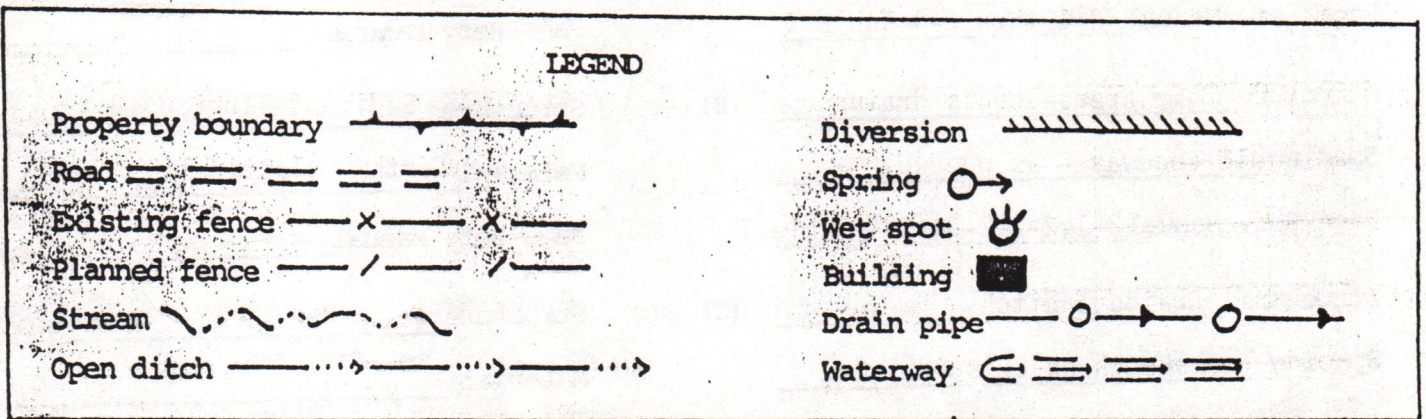 LEGEND
Property boundary
Road
Existing fence
Planned fence
Stream
Open ditch
Diversion
Spring
Wet spot
Building
Drain pipe
Waterway